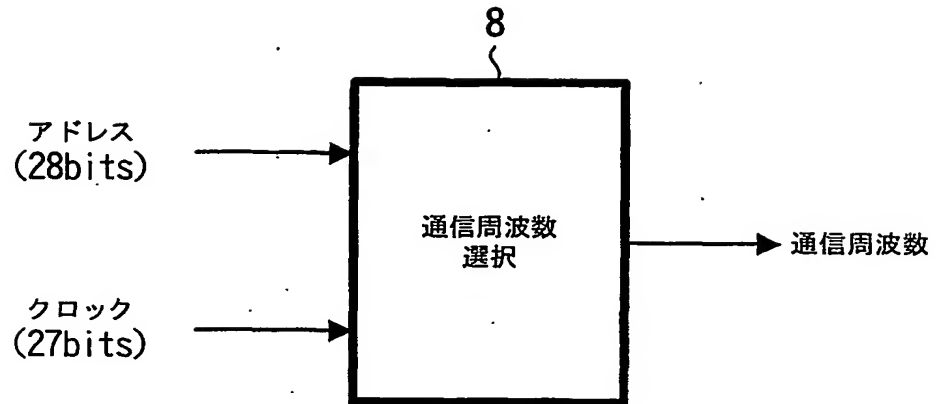 8
アドレス
(28bits)
通信周波数
選択
通信周波数
クロック
(27bits)